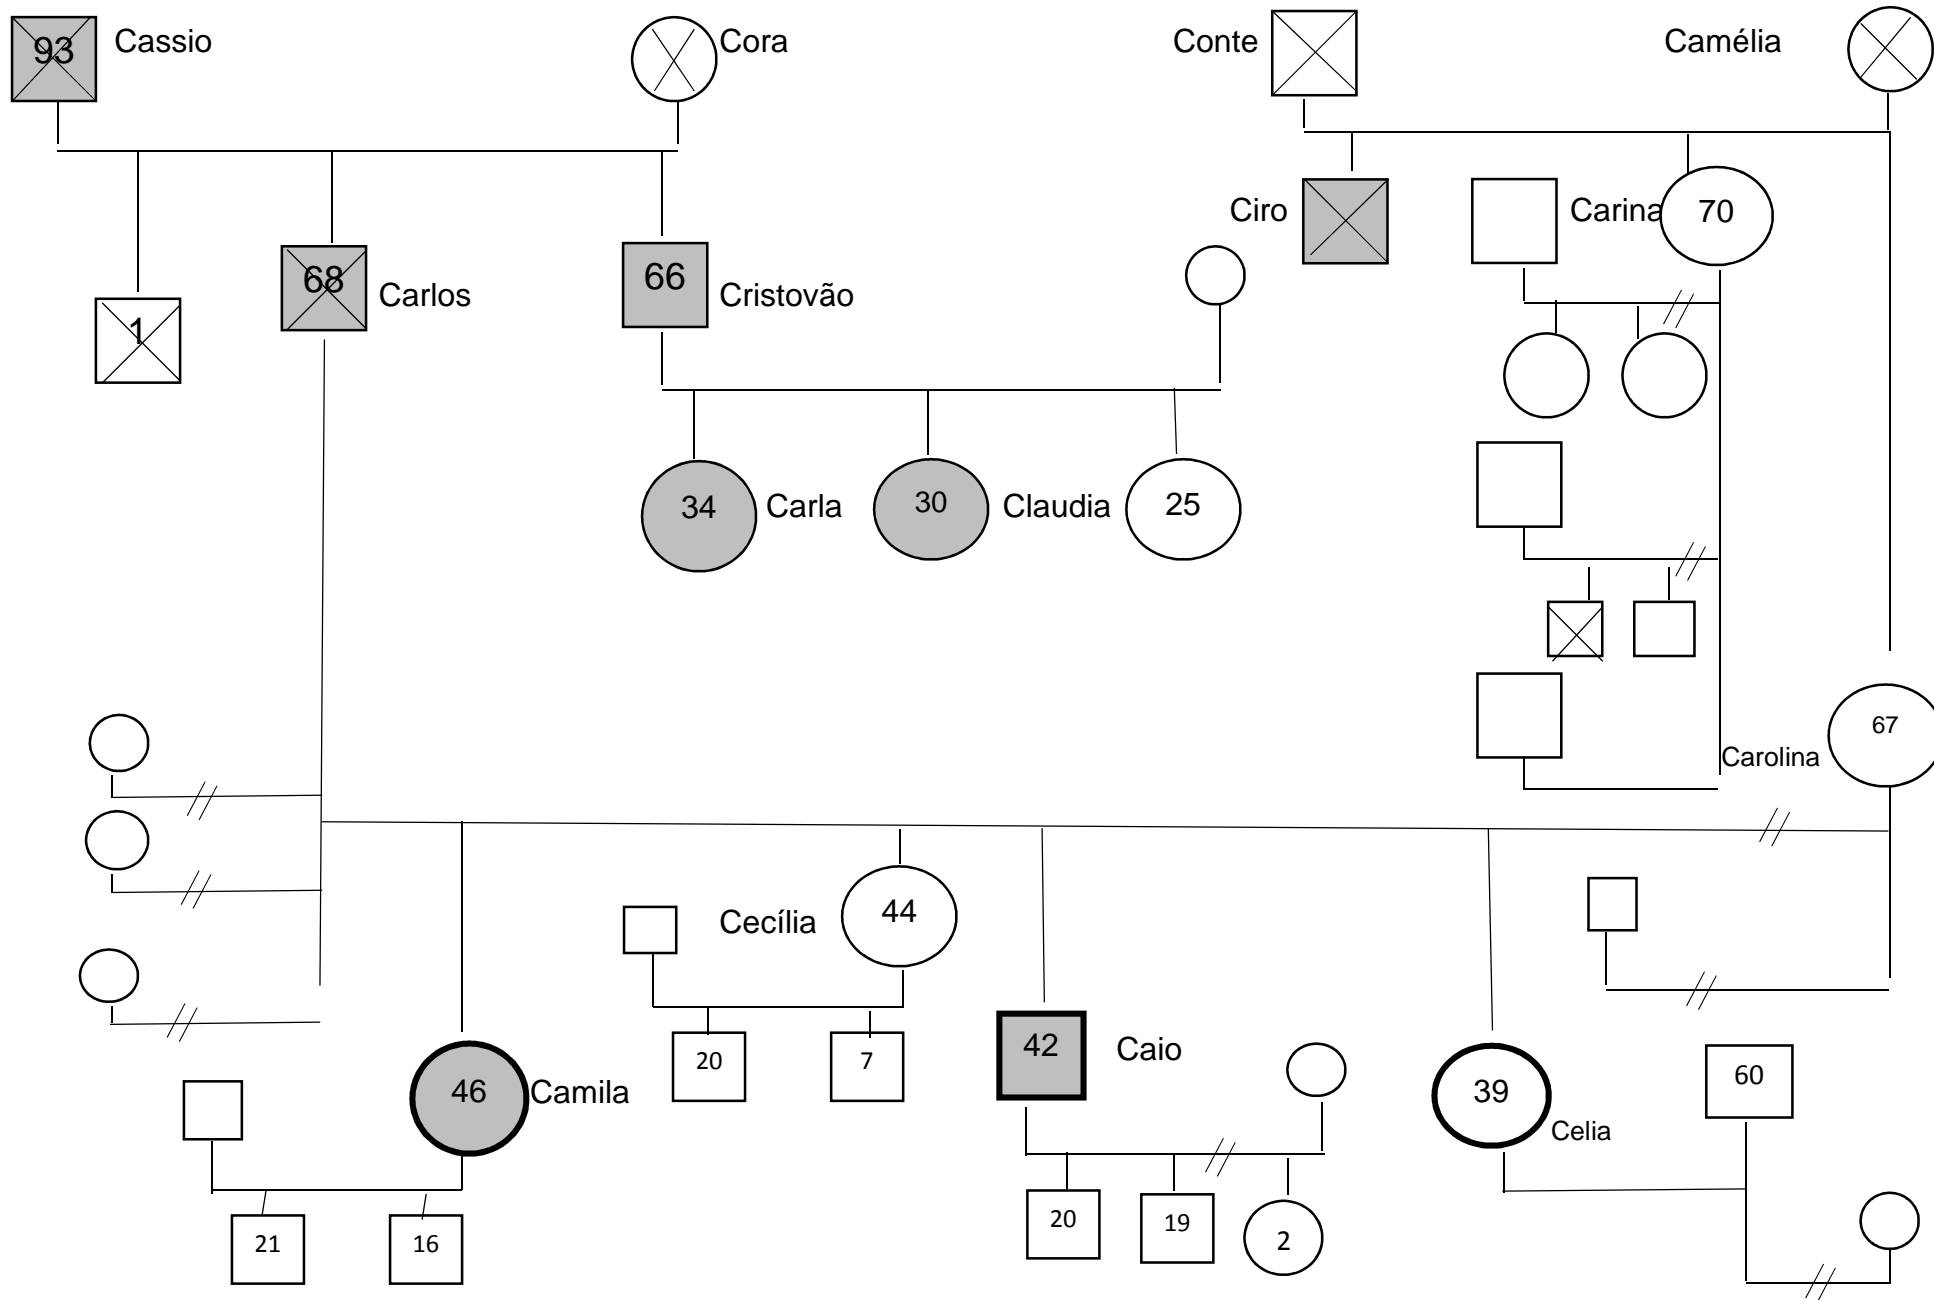 93 Cassio
Cora
Conte
Camélia
1
68 Carlos
66 Cristovão
Ciro
Carina 70
34 Carla
30 Claudia
25
67
Carolina
Cecília 44
20
7
46 Camila
21
16
42 Caio
20
19
2
39
Celia
60